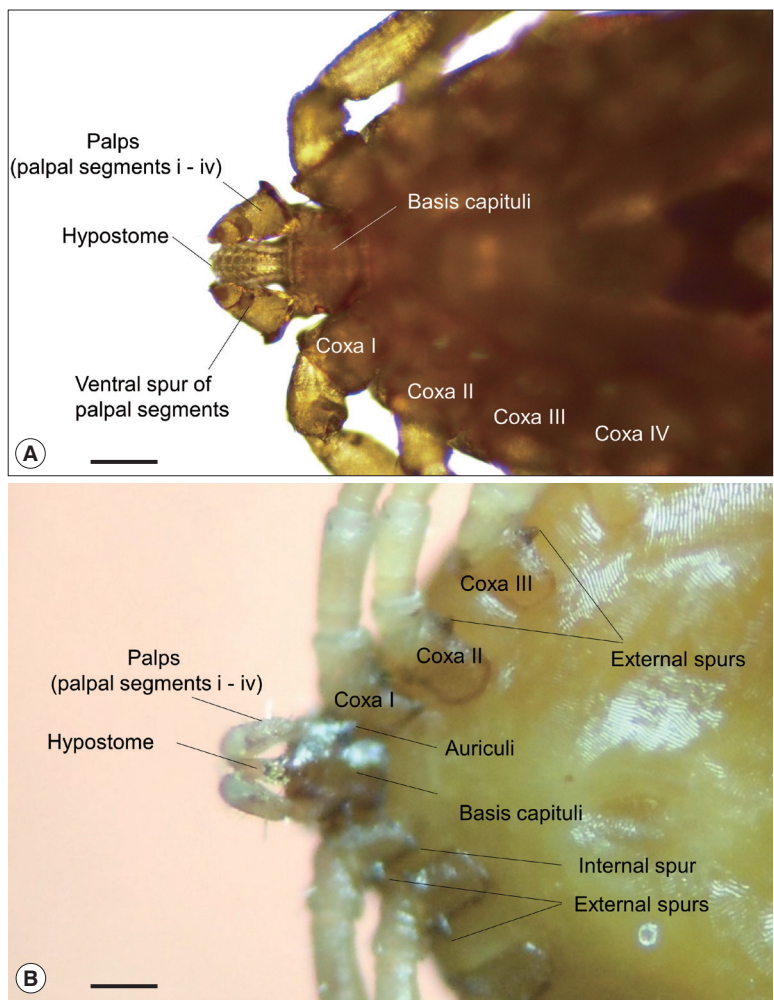 Palps
(palpal segments i - iv)
Basis capituli
Hypostome
Coxa I
Ventral spur of
palpal segments
Coxa II
Coxa III
Coxa IV
A
Coxa III
Coxa II
External spurs
Palps
(palpal segments i - iv)
Coxa I
Hypostome
Auriculi
Basis capituli
Internal spur
External spurs
B